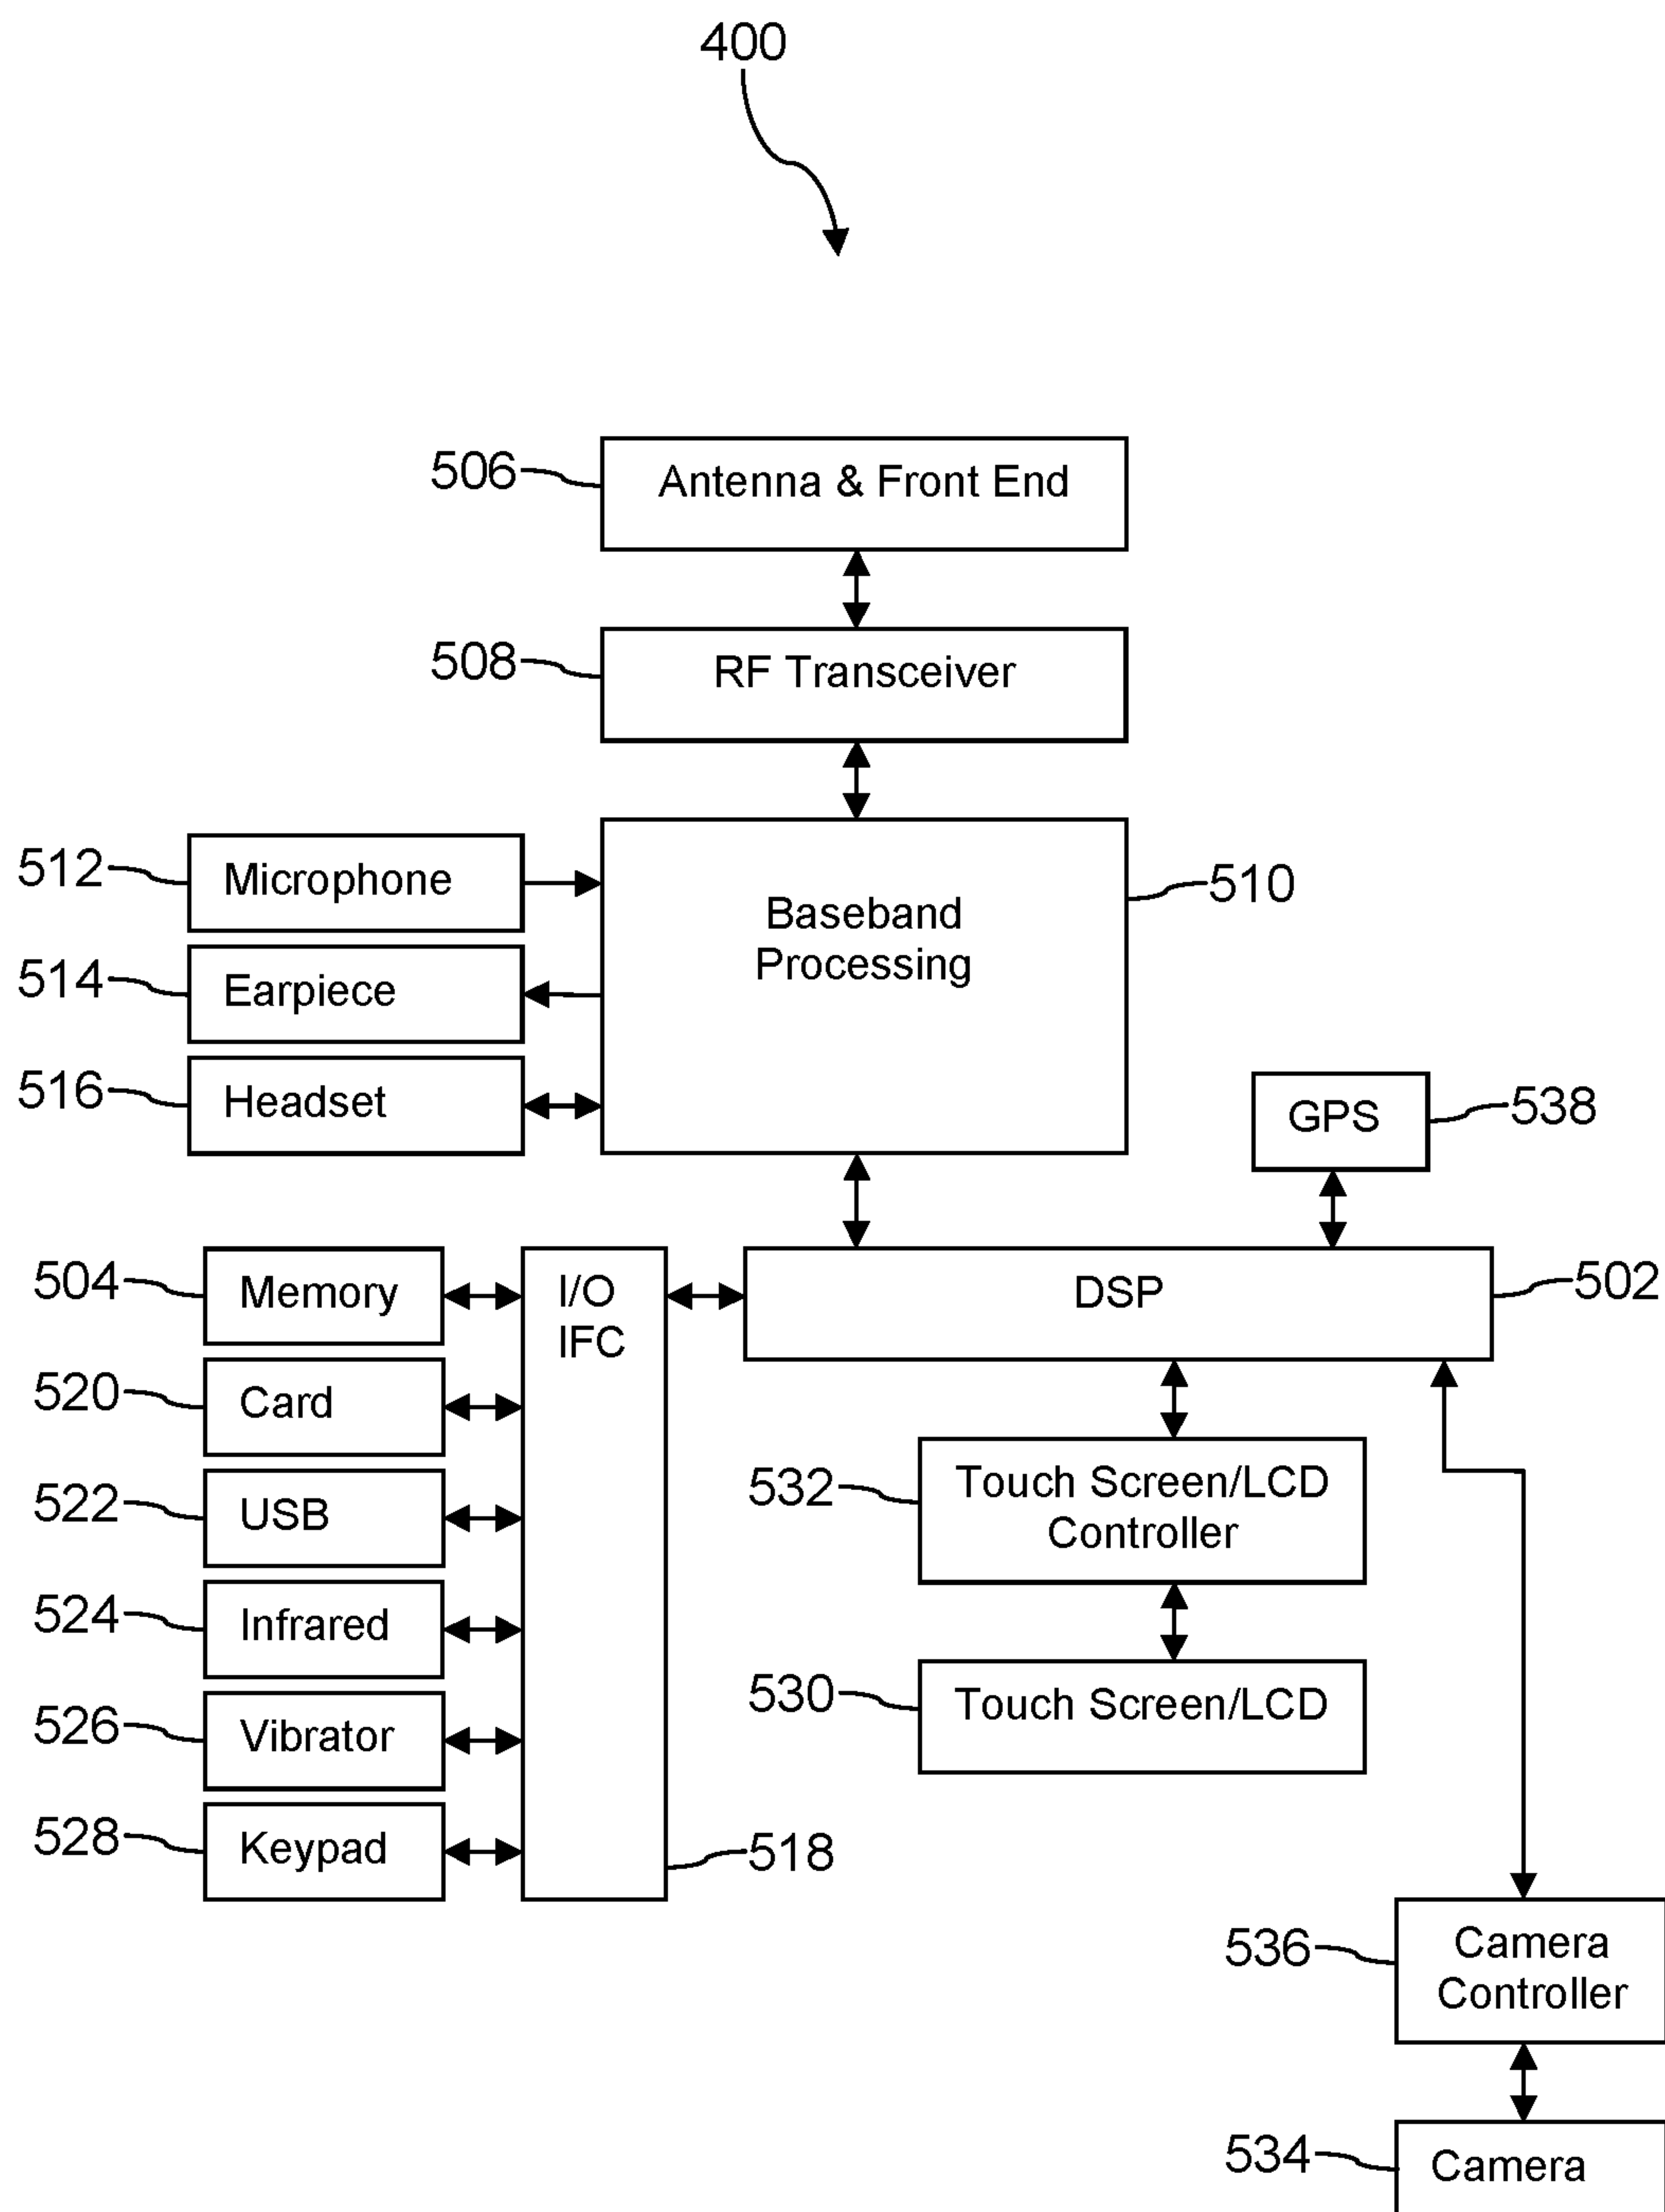 400
506
Antenna & Front End
508
RF Transceiver
512
Microphone
Baseband
Processing
510
514
Earpiece
516
Headset
GPS
538
504
Memory
I/O
IFC
DSP
502
520
Card
522
USB
532
Touch Screen/LCD
Controller
524
Infrared
530
Touch Screen/LCD
526
Vibrator
528
Keypad
518
536
Camera
Controller
534
Camera